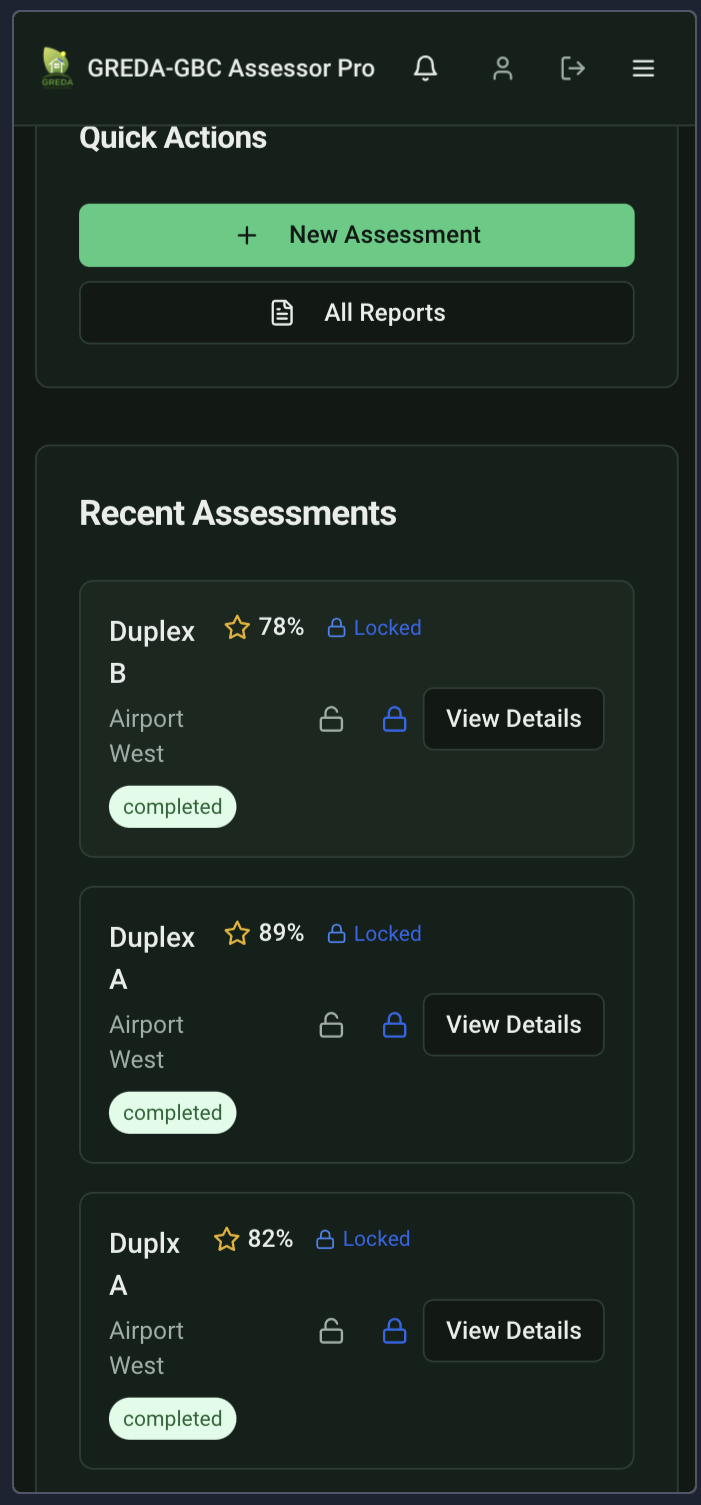 GREDA
GREDA-GBC Assessor Pro
Quick Actions
New Assessment
All Reports
Recent Assessments
Duplex
B
78%
Locked
Airport
West
View Details
completed
Duplex
A
89%
Locked
Airport
West
View Details
completed
Duplx
A
82%
Locked
Airport
West
View Details
completed